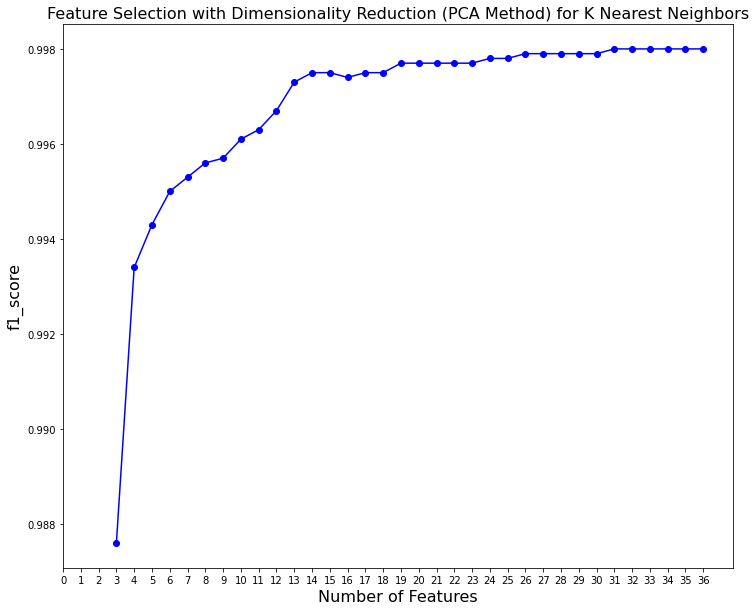 Feature Selection with Dimensionality Reduction (PCA Method) for K Nearest Neighbors
0.998
0.996
0.994
0.992
0.990
0.988
f1_score
0 1 2 3 4 5 6 7 8 9 10 11 12 13 14 15 16 17 18 19 20 21 22 23 24 25 26 27 28 29 30 31 32 33 34 35 36
Number of Features